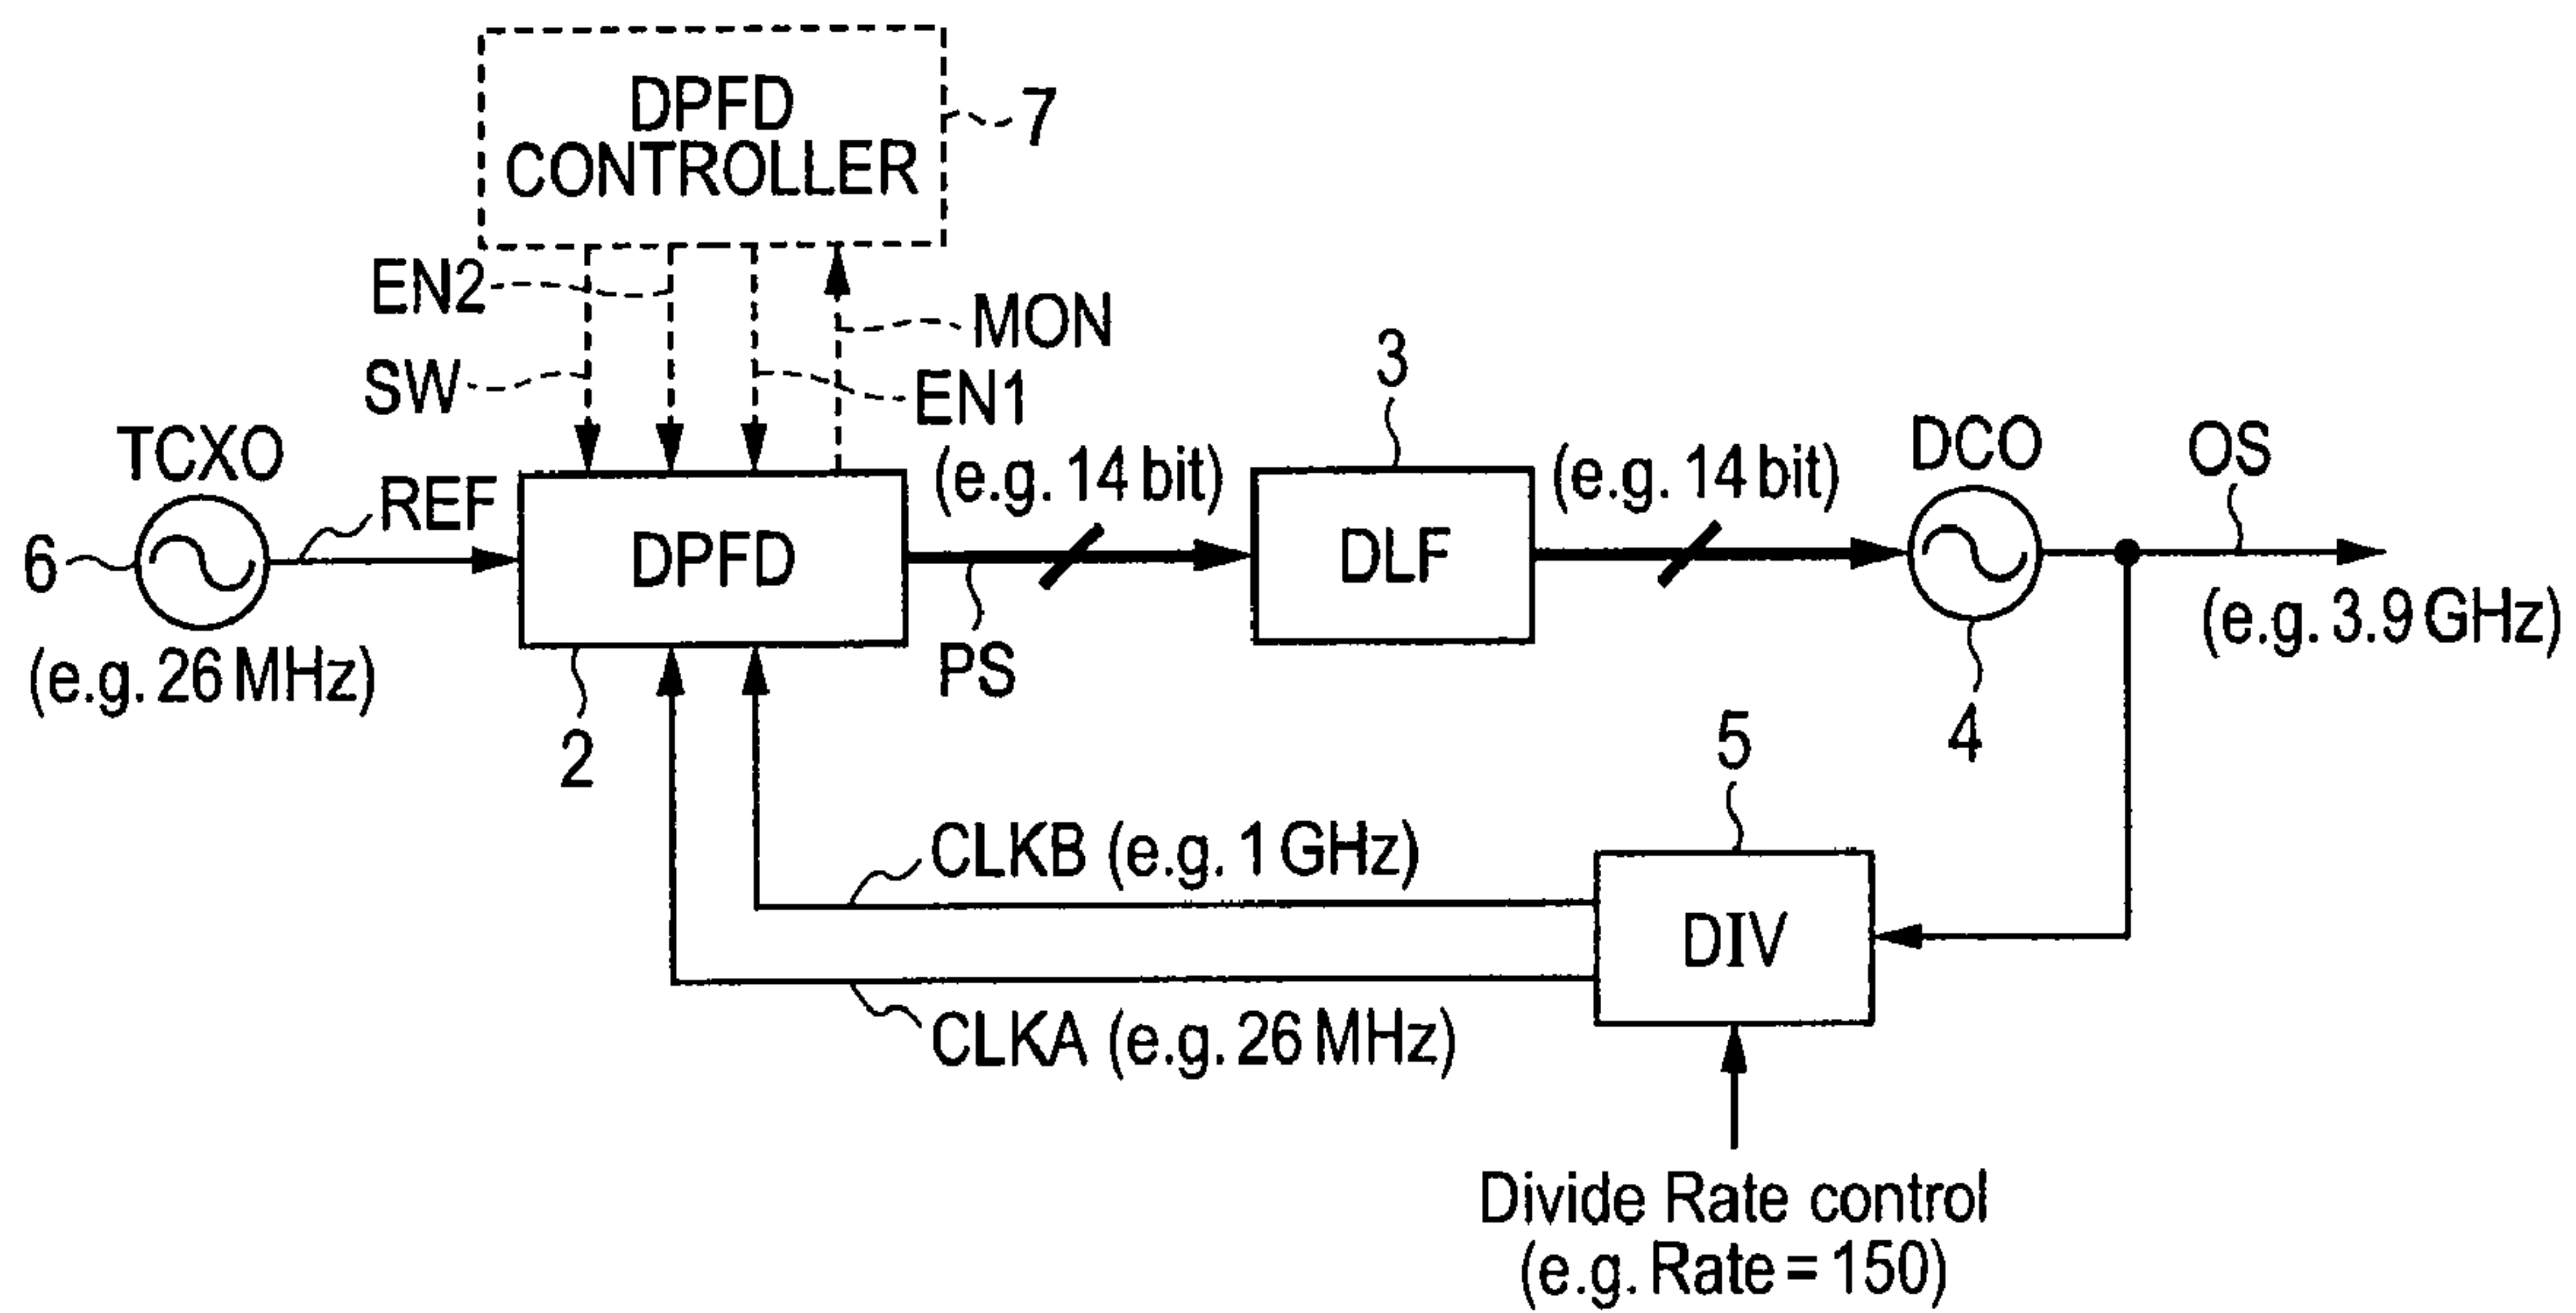 DPFD
CONTROLLER
7
EN2
MON
SW
EN1
3
TCXO
REF
(e.g. 14 bit)
(e.g. 14 bit)
DCO
OS
6
DPFD
DLF
(e.g. 26 MHz)
(e.g. 3.9 GHz)
PS
2
4
5
CLKB (e.g. 1 GHz)
DIV
CLKA (e.g. 26 MHz)
Divide Rate control
(e.g. Rate = 150)